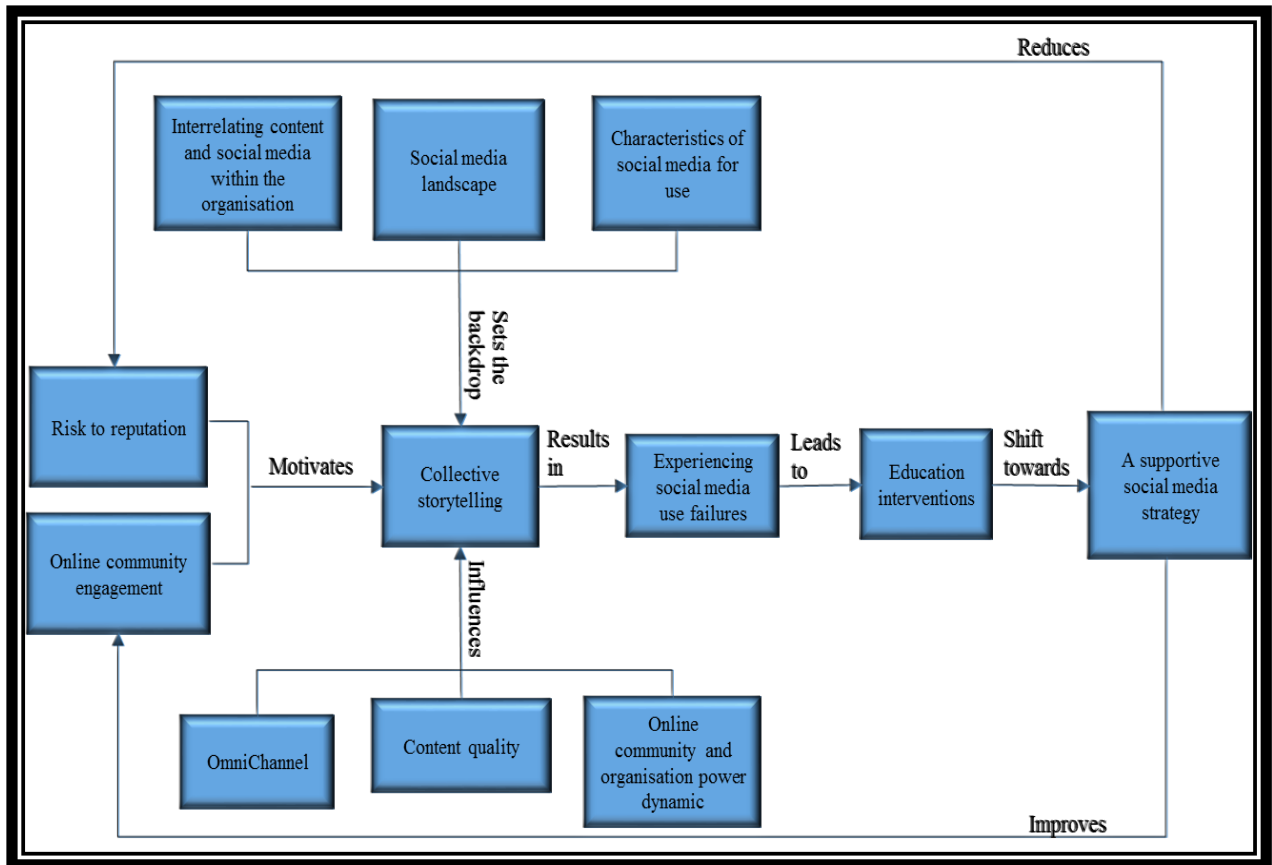 Reduces
Interrelating content
and social media
within the
organisation
Social media
landscape
Characteristics of
social media for
use
Sets the
backdrop
Risk to reputation
Online community
engagement
Motivates
Collective
storytelling
Results
in
Experiencing
social media
use failures
Leads
to
Education
interventions
Shift
towards
A supportive
social media
strategy
Influences
OmniChannel
Content quality
Online
community and
organisation power
dynamic
Improves